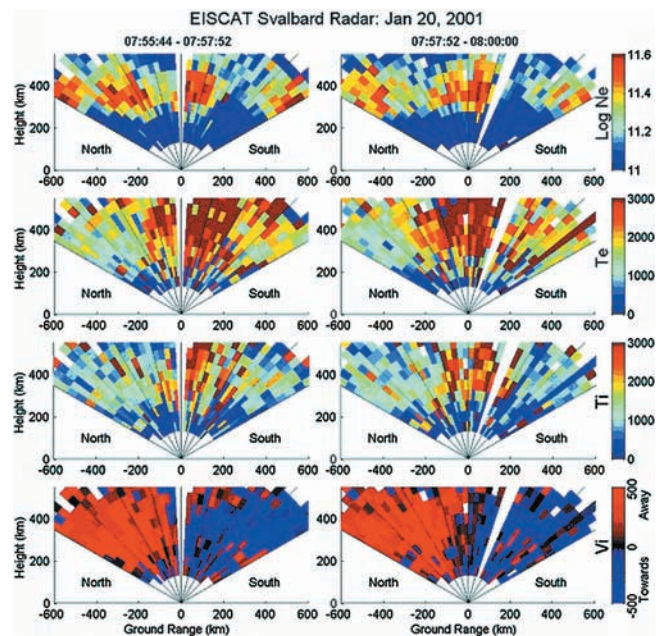 EISCAT Svalbard Radar: Jan 20, 2001
07:55:44 - 07:57:52
07:57:52 - 08:00:00
Height (km)
400
200
0
North
South
North
South
-600 -400 -200 0 200 400 600
-600 -400 -200 0 200 400 600
11.6
11.4
11.2
11
Log Ne
Height (km)
400
200
0
North
South
North
South
-600 -400 -200 0 200 400 600
-600 -400 -200 0 200 400 600
3000
2000
1000
0
Te
Height (km)
400
200
0
North
South
North
South
-600 -400 -200 0 200 400 600
-600 -400 -200 0 200 400 600
3000
2000
1000
0
Ti
Height (km)
400
200
0
North
South
North
South
-600 -400 -200 0 200 400 600
-600 -400 -200 0 200 400 600
Ground Range (km)
Ground Range (km)
500
0
-500
Away
Towards
Vi